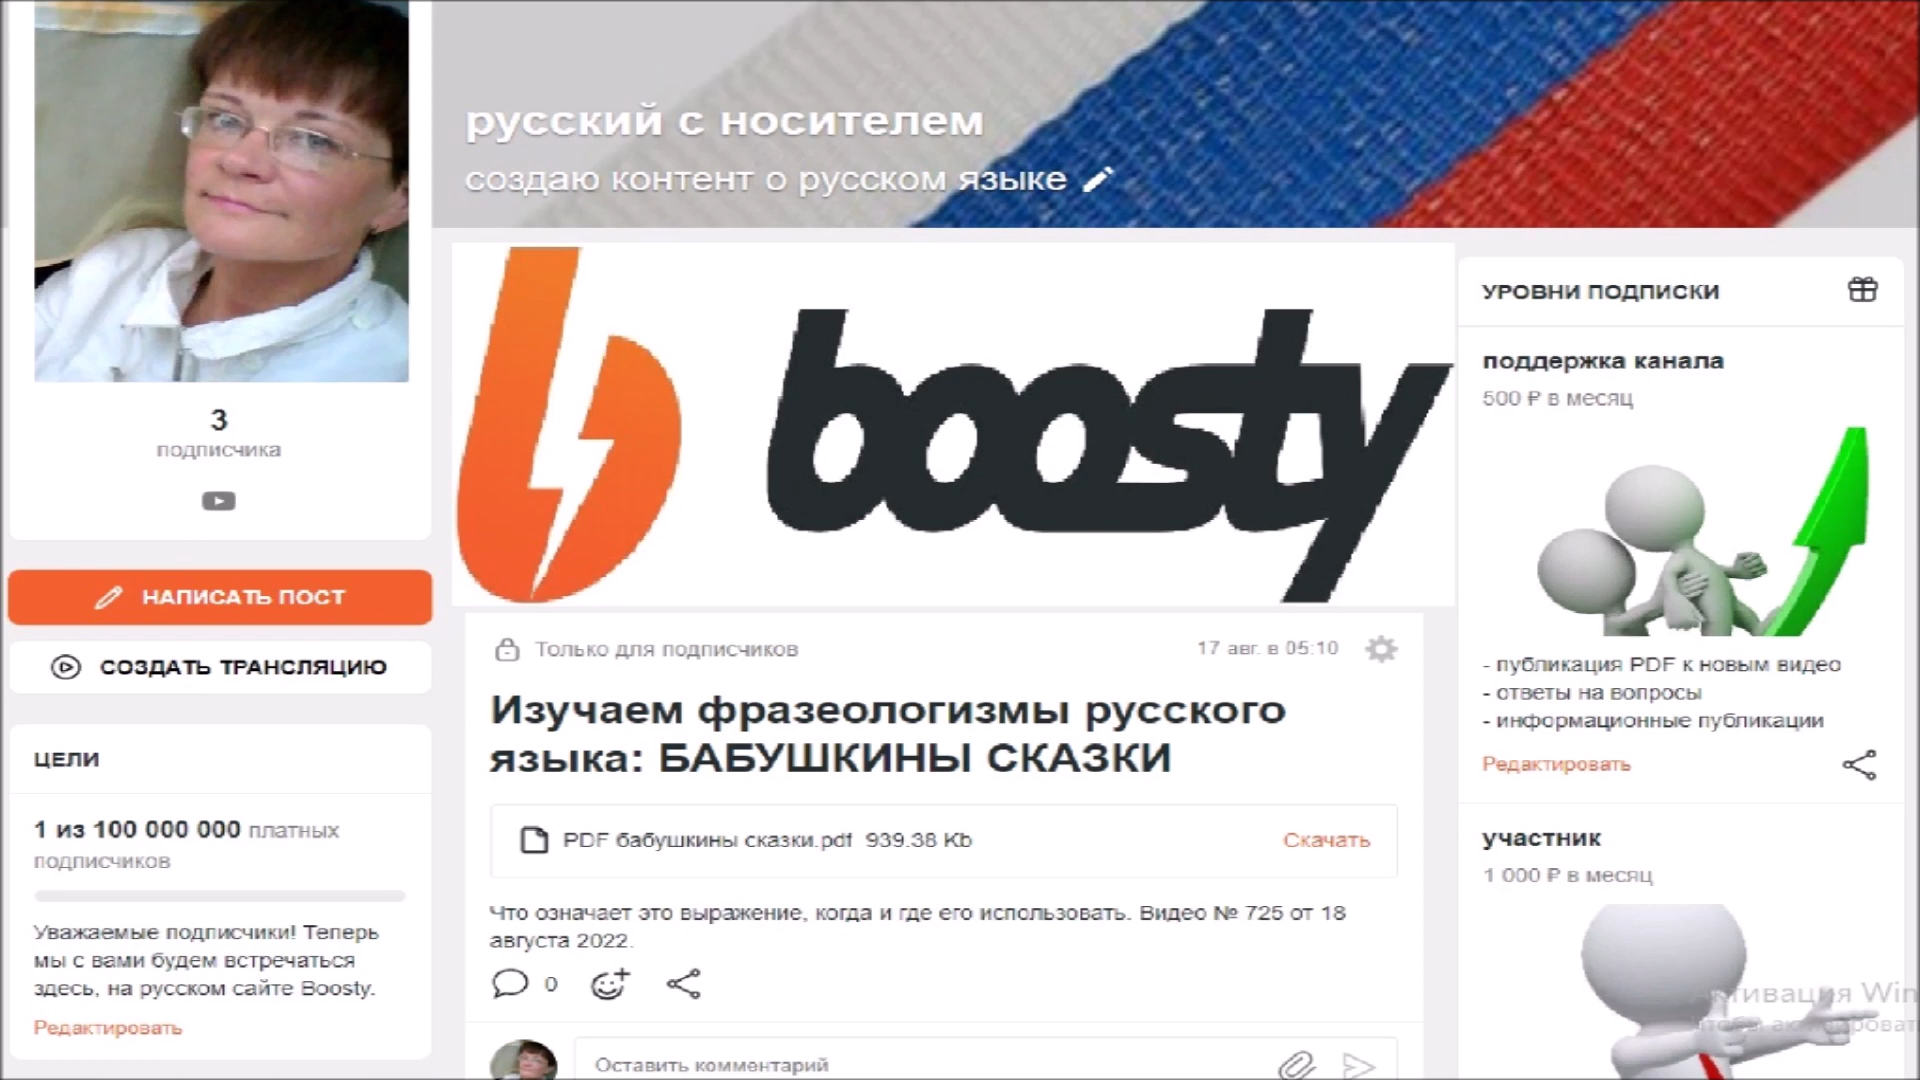 русский с носителем
создаю контент о русском языке
boosty
3
подписчика
НАПИСАТЬ ПОСТ
СОЗДАТЬ ТРАНСЛЯЦИЮ
ЦЕЛИ
1 из 100 000 000 платных
подписчиков
Уважаемые подписчики! Теперь
мы с вами будем встречаться
здесь, на русском сайте Boosty.
Редактировать
Только для подписчиков
17 авг. в 05:10
Изучаем фразеологизмы русского
языка: БАБУШКИНЫ СКАЗКИ
PDF бабушкины сказки.pdf 939.38 Kb
Скачать
Что означает это выражение, когда и где его использовать. Видео № 725 от 18
августа 2022.
0
Оставить комментарий
УРОВНИ ПОДПИСКИ
поддержка канала
500 ₽ в месяц
- публикация PDF к новым видео
- ответы на вопросы
- информационные публикации
Редактировать
участник
1 000 ₽ в месяц
Активация Win